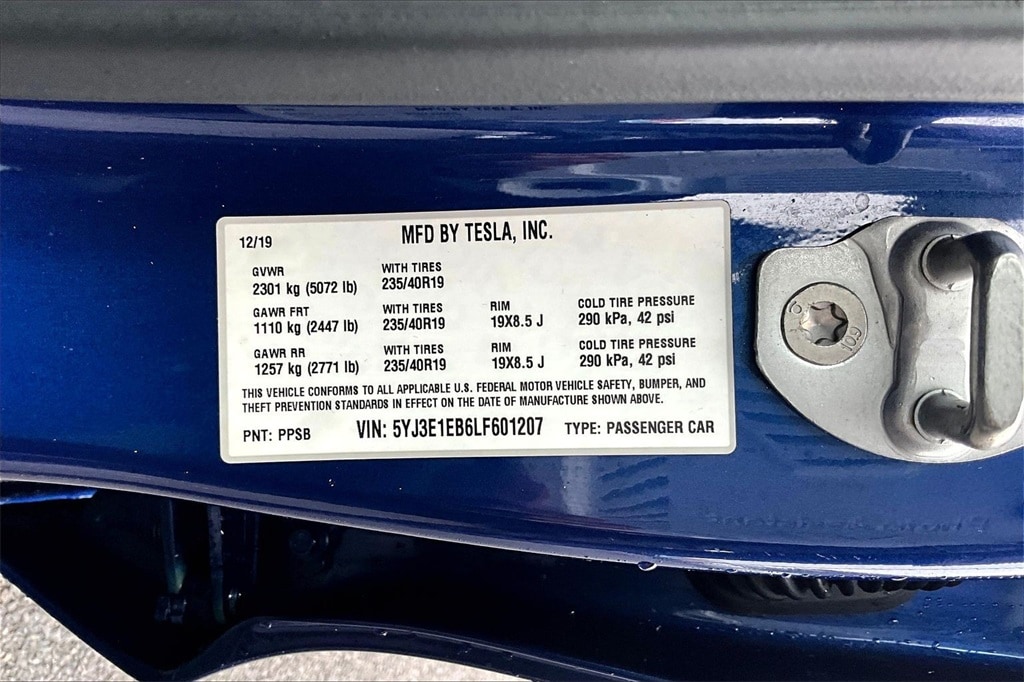 12/19 MFD BY TESLA, INC.
GVWR WITH TIRES
2301 kg (5072 lb) 235/40R19
GAWR FRT WITH TIRES RIM COLD TIRE PRESSURE
1110 kg (2447 lb) 235/40R19 19X8.5 J 290 kPa, 42 psi
GAWR RR WITH TIRES RIM COLD TIRE PRESSURE
1257 kg (2771 lb) 235/40R19 19X8.5 J 290 kPa, 42 psi
THIS VEHICLE CONFORMS TO ALL APPLICABLE U.S. FEDERAL MOTOR VEHICLE SAFETY, BUMPER, AND
THEFT PREVENTION STANDARDS IN EFFECT ON THE DATE OF MANUFACTURE SHOWN ABOVE.
PNT: PPSB VIN: 5YJ3E1EB6LF601207 TYPE: PASSENGER CAR
10.9